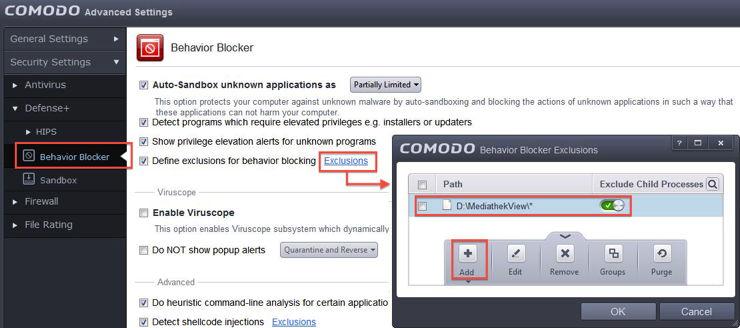 COMODO Advanced Settings
General Settings
Security Settings
Antivirus
Defense+
HIPS
Behavior Blocker
Sandbox
Firewall
File Rating
Behavior Blocker
Auto-Sandbox unknown applications as Partially Limited
This option protects your computer against unknown malware by auto-sandboxing and blocking the actions of unknown applications in such a way that
these applications can not harm your computer.
Detect programs which require elevated privileges e.g. installers or updaters
Show privilege elevation alerts for unknown programs
Define exclusions for behavior blocking Exclusions
Viruscope
Enable Viruscope
This option enables Viruscope subsystem which dynamically
Do NOT show popup alerts Quarantine and Reverse
Advanced
Do heuristic command-line analysis for certain applicatio
Detect shellcode injections Exclusions
COMODO Behavior Blocker Exclusions
Path Exclude Child Processes
D:\MediathekView\*
Add Edit Remove Groups Purge
OK Cancel